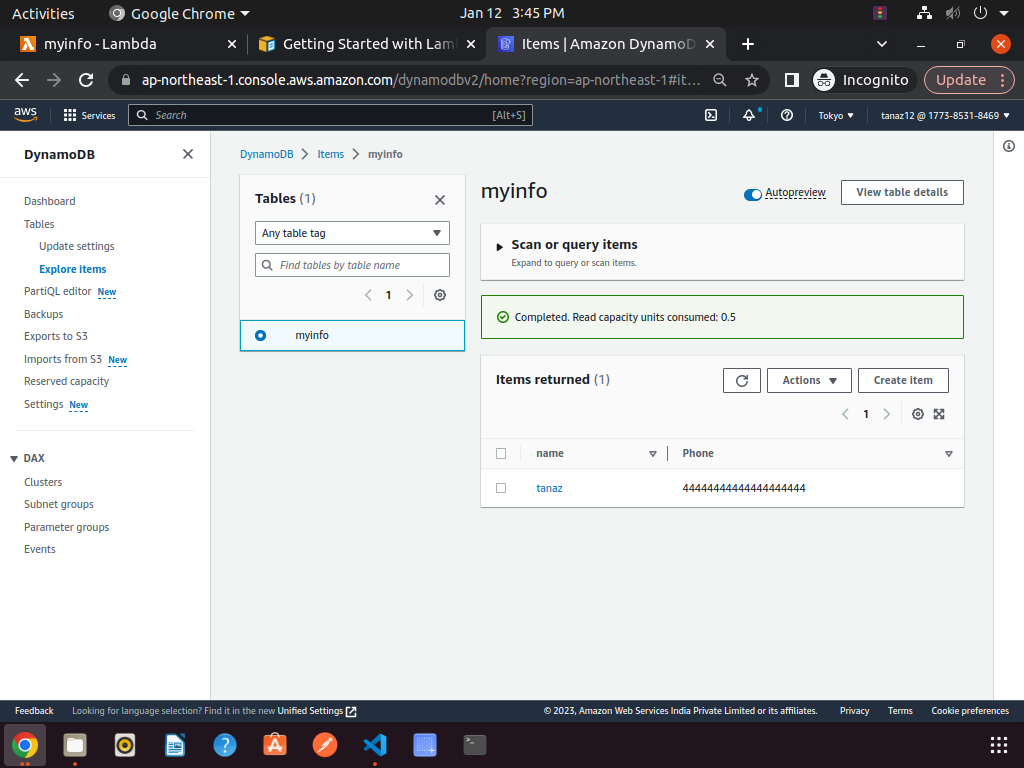 Activities
Google Chrome
Jan 12 3:45 PM
myinfo - Lambda
Getting Started with Lam
Items | Amazon DynamoD
ap-northeast-1.console.aws.amazon.com/dynamodbv2/home?region=ap-northeast-1#it...
Incognito
Update
aws
Services
Search
[Alt+S]
Tokyo
tanaz12 @ 1773-8531-8469
DynamoDB
Dashboard
Tables
Update settings
Explore items
PartiQL editor New
Backups
Exports to S3
Imports from S3 New
Reserved capacity
Settings New
DAX
Clusters
Subnet groups
Parameter groups
Events
DynamoDB
Items
myinfo
Tables (1)
Any table tag
Find tables by table name
1
myinfo
myinfo
Autopreview
View table details
Scan or query items
Expand to query or scan items.
Completed. Read capacity units consumed: 0.5
Items returned (1)
Actions
Create item
1
name
Phone
tanaz
Feedback
Looking for language selection? Find it in the new Unified Settings
© 2023, Amazon Web Services India Private Limited or its affiliates.
Privacy
Terms
Cookie preferences